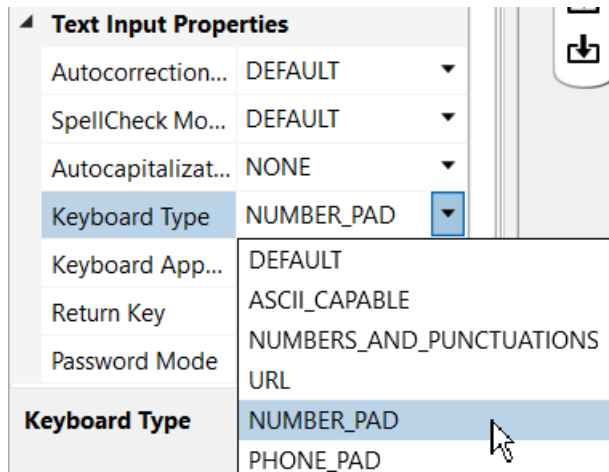 Text Input Properties
Autocorrection... DEFAULT
SpellCheck Mo... DEFAULT
Autocapitalizat... NONE
Keyboard Type NUMBER_PAD
Keyboard App... DEFAULT
Return Key ASCII_CAPABLE
NUMBERS_AND_PUNCTUATIONS
Password Mode URL
Keyboard Type NUMBER_PAD
PHONE_PAD